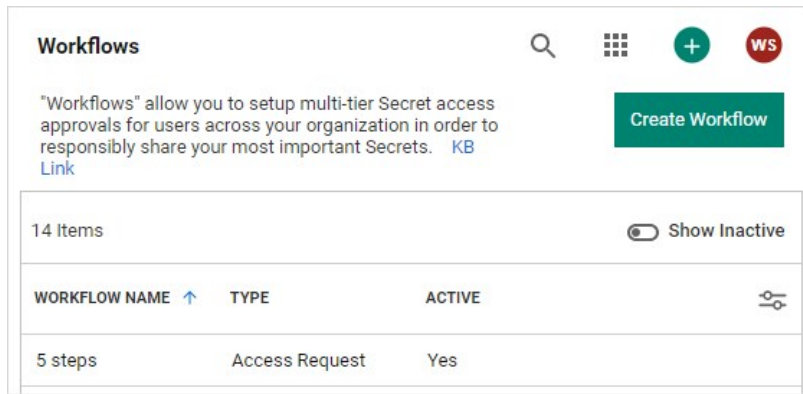 Workflows
WS
"Workflows" allow you to setup multi-tier Secret access
approvals for users across your organization in order to
responsibly share your most important Secrets. KB
Link
Create Workflow
14 Items
Show Inactive
WORKFLOW NAME ↑ TYPE ACTIVE
5 steps Access Request Yes